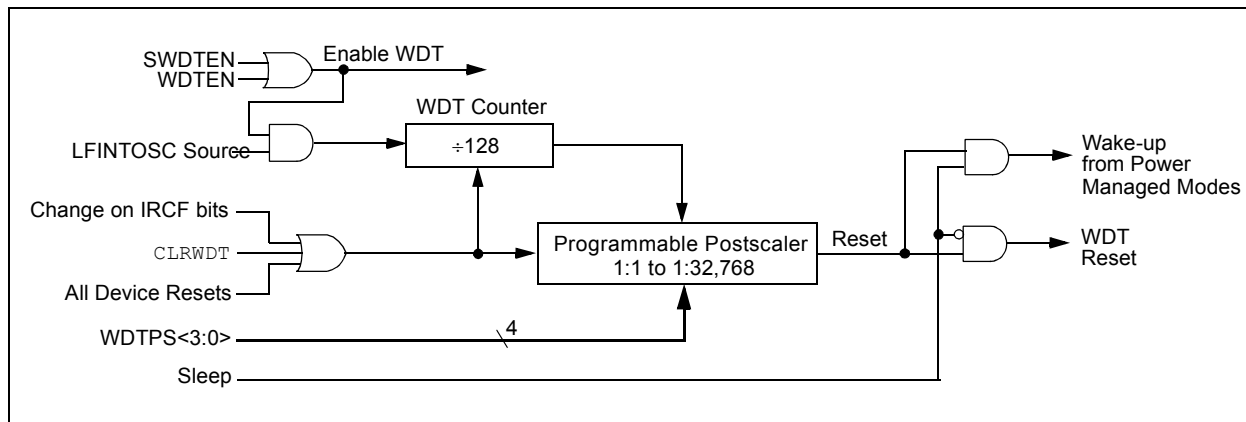 SWDTEN
WDTEN
Enable WDT
WDT Counter
LFINTOSC Source
÷128
Wake-up
from Power
Managed Modes
Change on IRCF bits
CLRWDT
All Device Resets
Programmable Postscaler
1:1 to 1:32,768
Reset
WDT
Reset
WDTPS<3:0>
4
Sleep